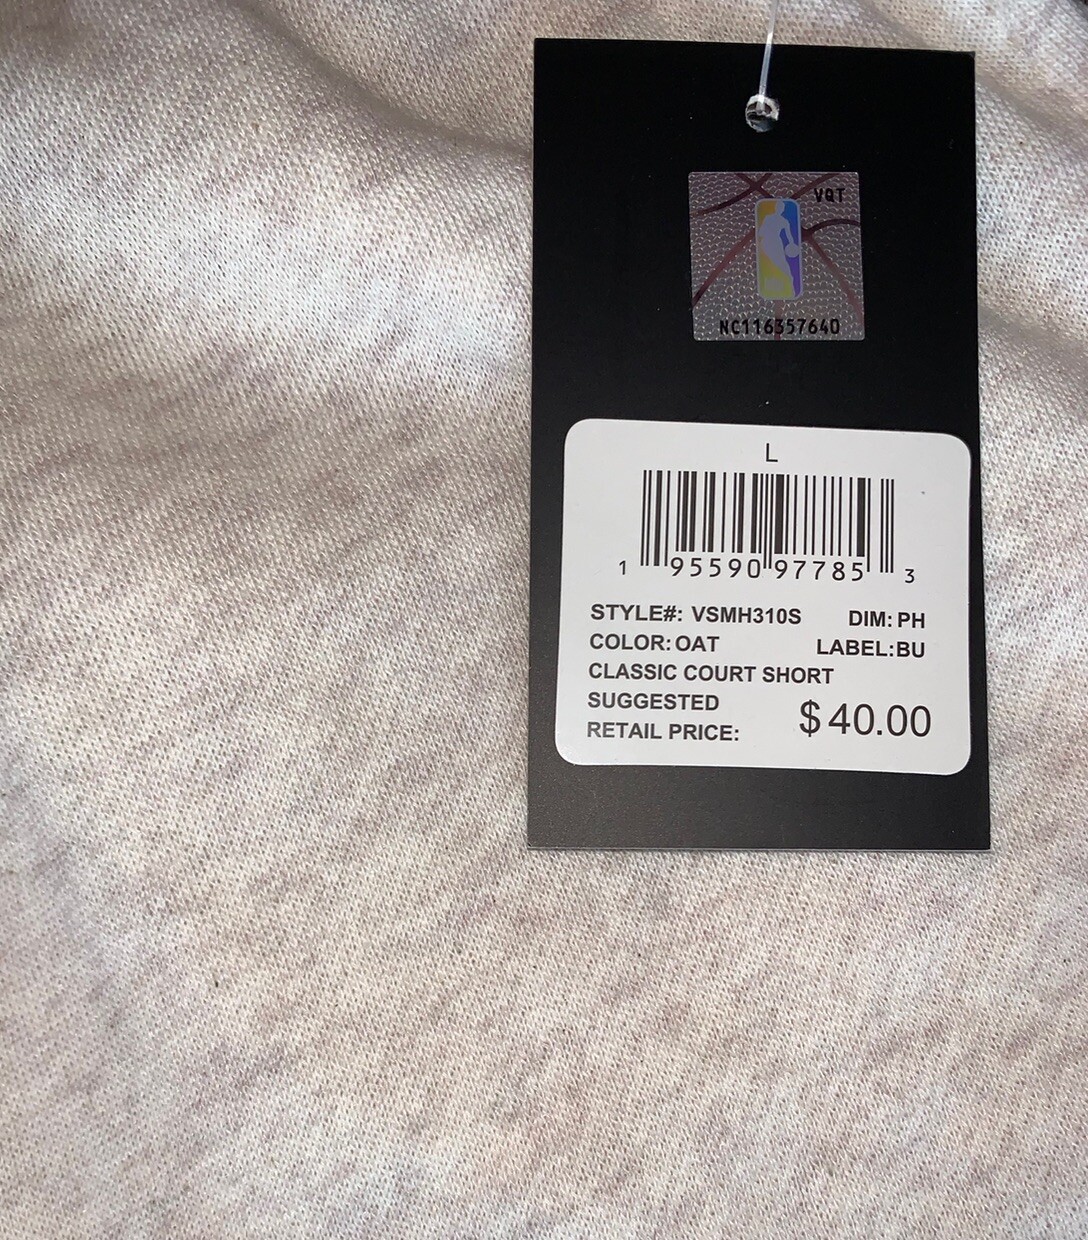 VQT
NC116357640
L
1 95590 97785 3
STYLE#: VSMH310S DIM: PH
COLOR: OAT LABEL:BU
CLASSIC COURT SHORT
SUGGESTED
RETAIL PRICE: $40.00